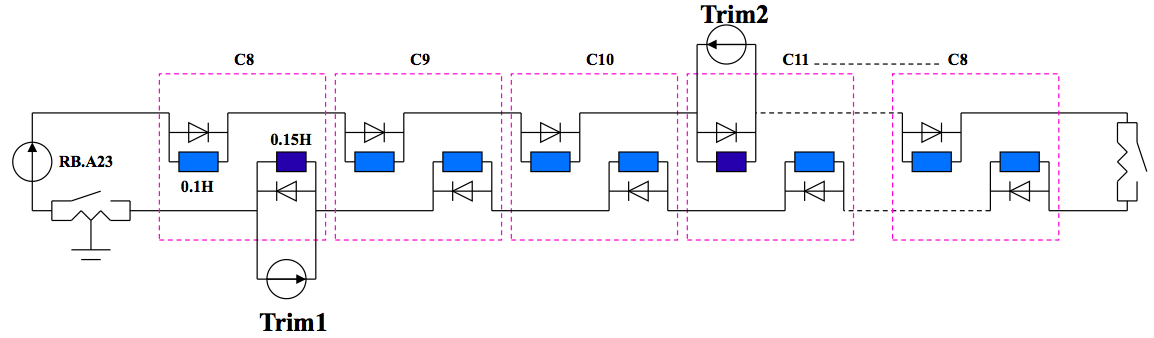 Trim2
C8
C9
C10
C11
C8
0.15H
RB.A23
0.1H
Trim1